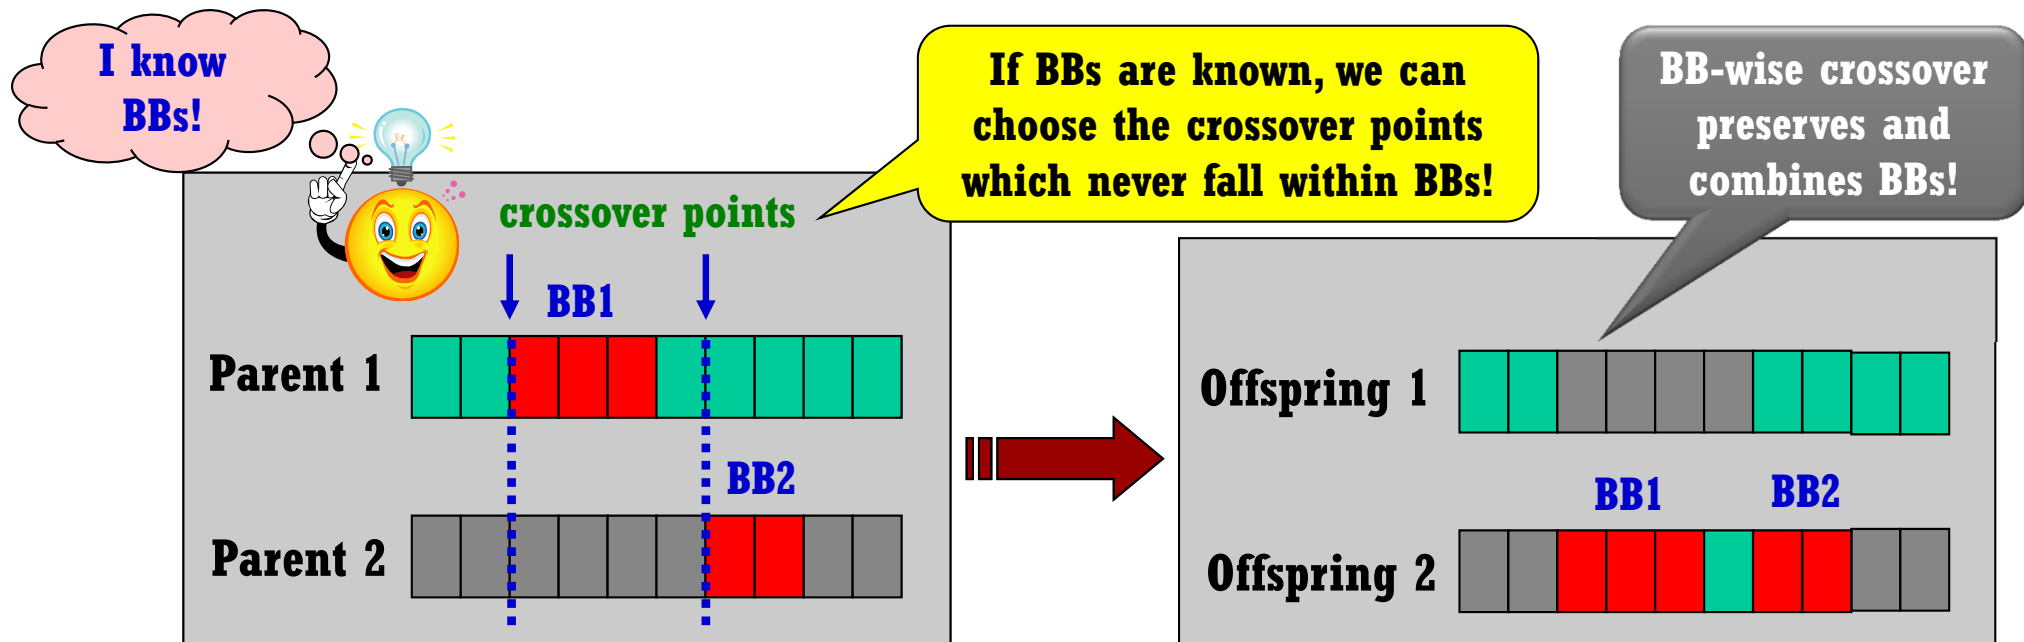 I know
BBs!
If BBs are known, we can
choose the crossover points
which never fall within BBs!
BB-wise crossover
preserves and
combines BBs!
crossover points
BB1
Parent 1
BB2
Parent 2
Offspring 1
BB1 BB2
Offspring 2